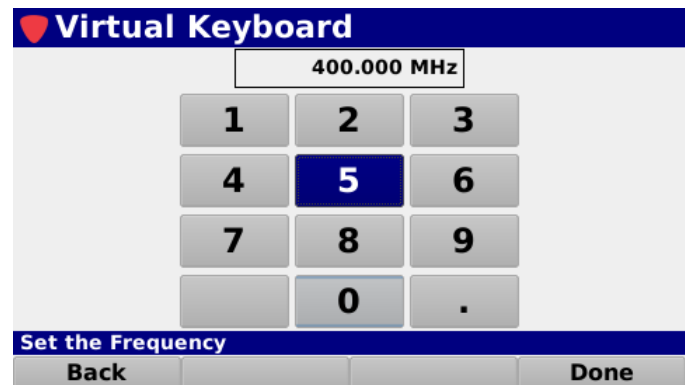 Virtual Keyboard
400.000 MHz
1 2 3
4 5 6
7 8 9
0 .
Set the Frequency
Back Done